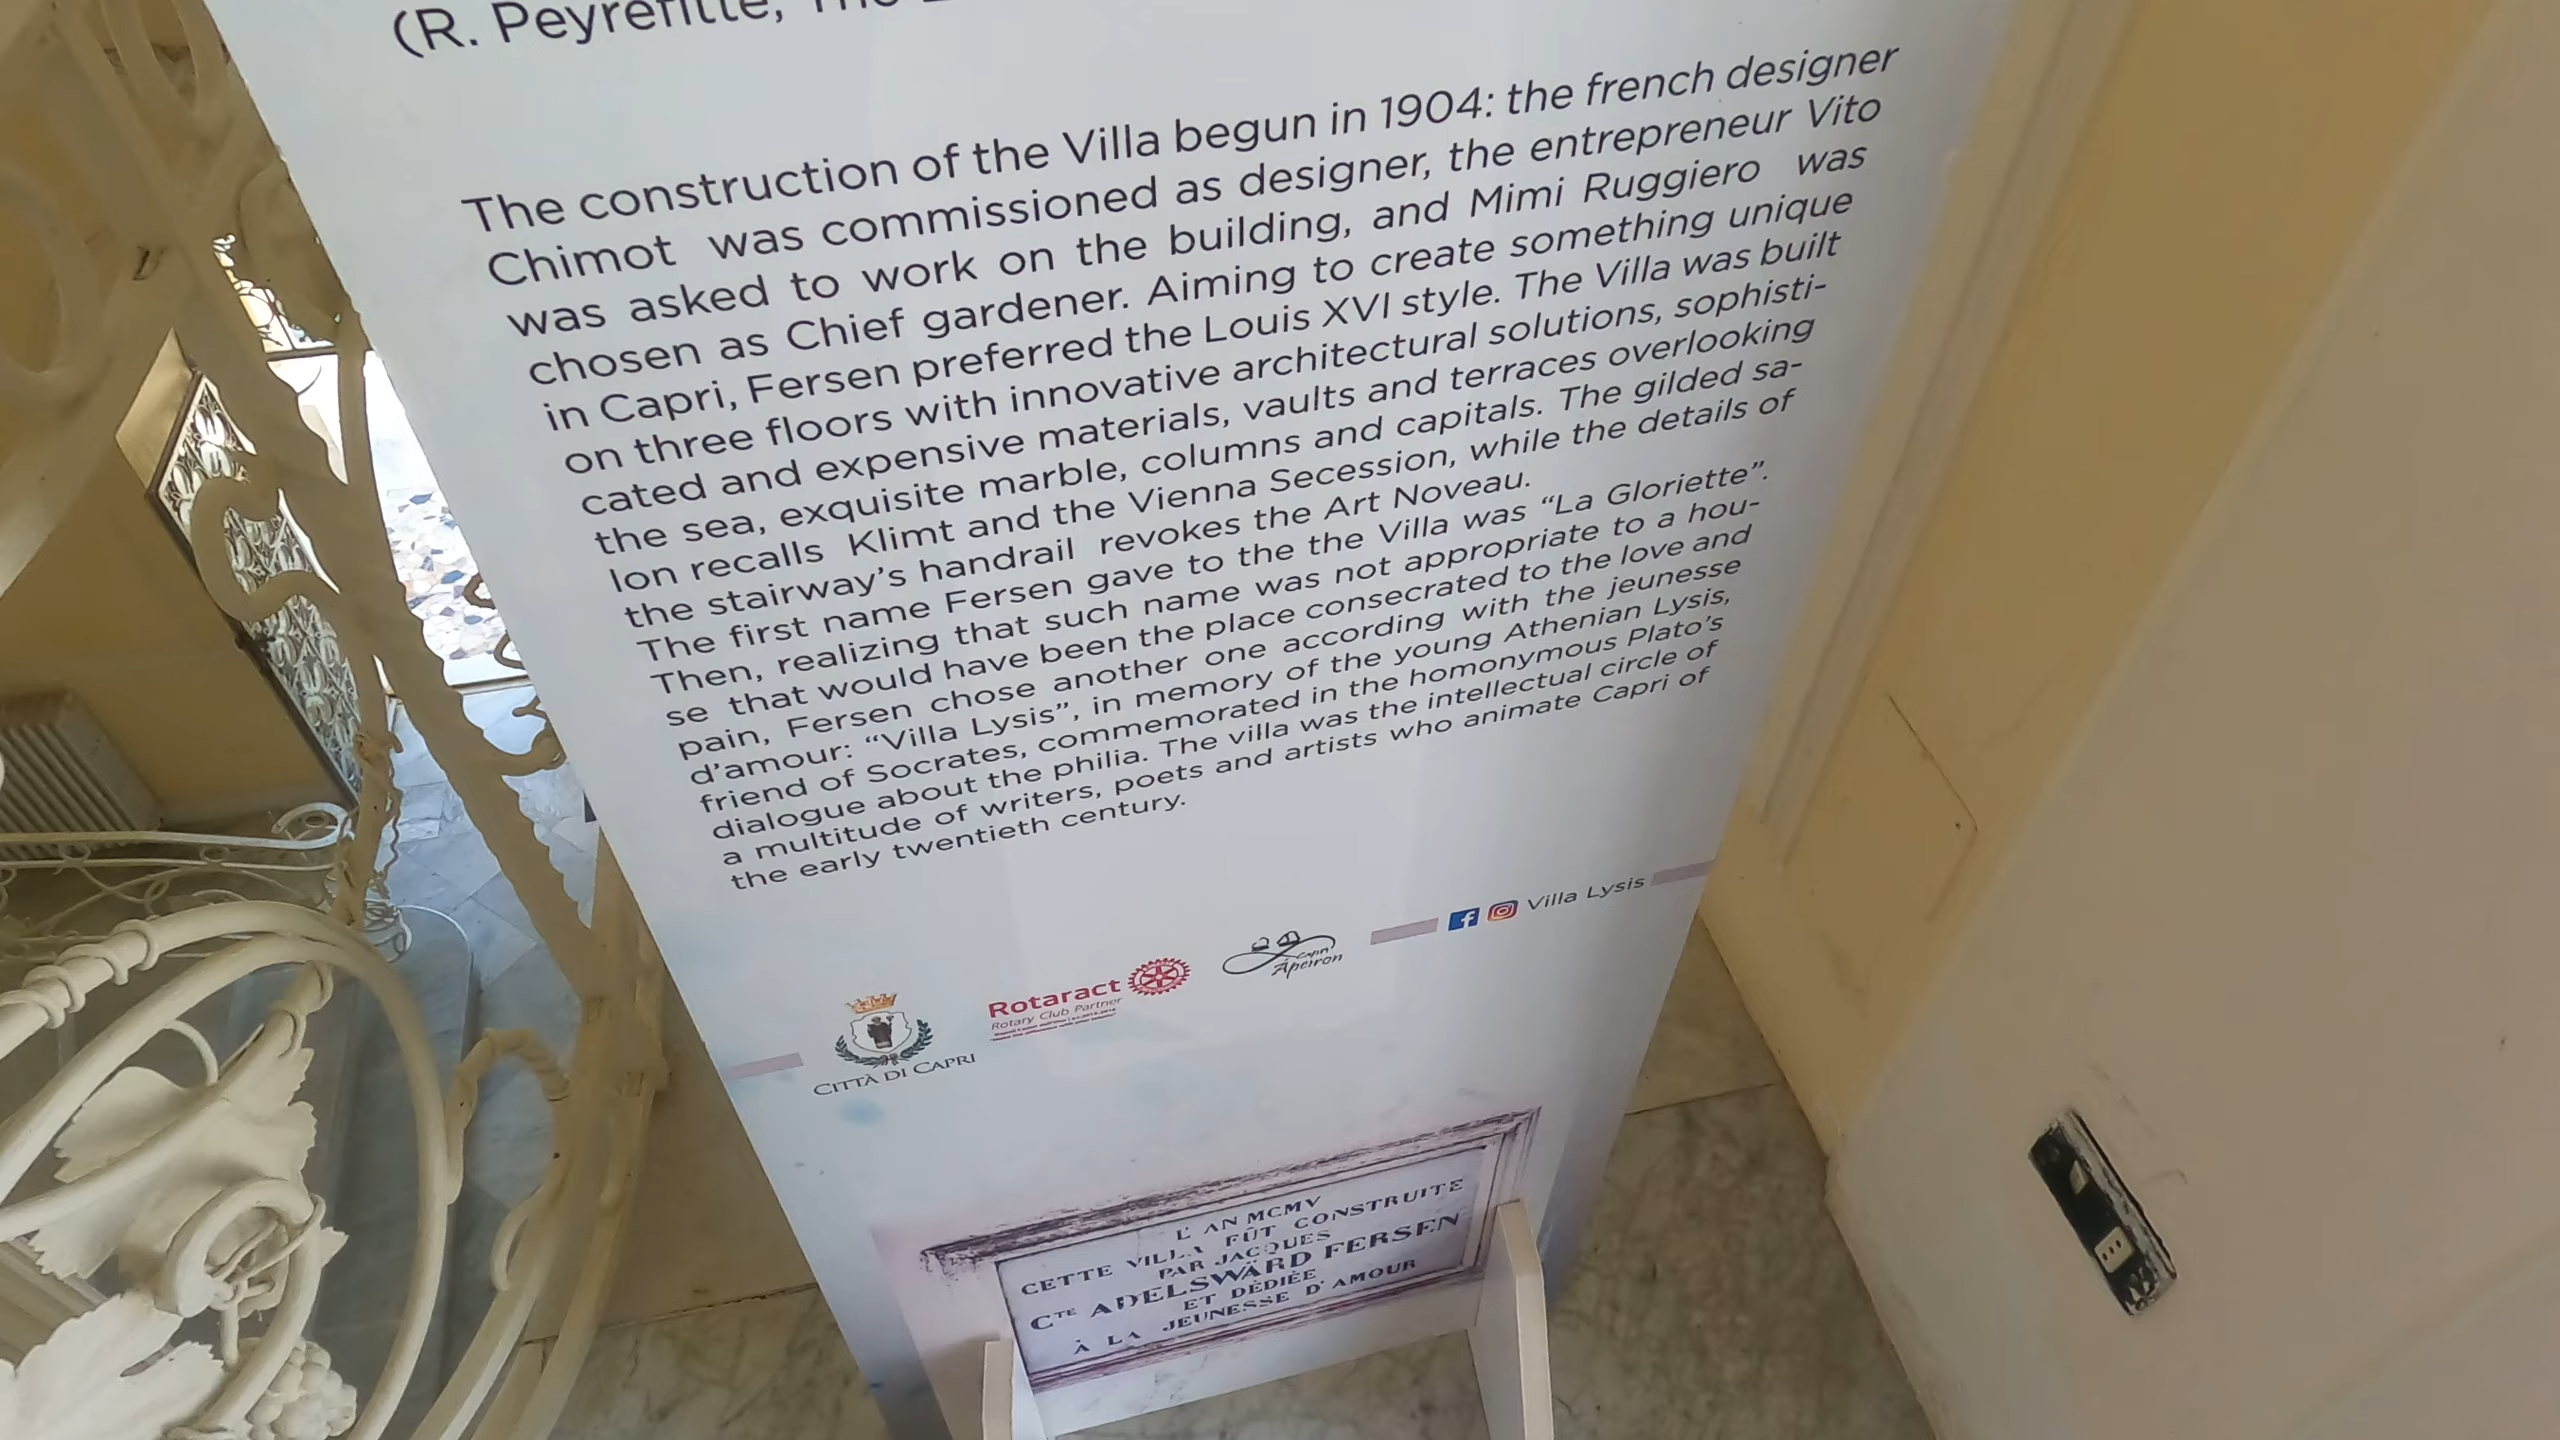 (R. Peyrefitte, The
The construction of the Villa begun in 1904: the french designer
Chimot was commissioned as designer, the entrepreneur Vito
was asked to work on the building, and Mimi Ruggiero was
chosen as Chief gardener. Aiming to create something unique
in Capri, Fersen preferred the Louis XVI style. The Villa was built
on three floors with innovative architectural solutions, sophisti-
cated and expensive materials, vaults and terraces overlooking
the sea, exquisite marble, columns and capitals. The gilded sa-
lon recalls Klimt and the Vienna Secession, while the details of
the stairway's handrail revokes the Art Noveau.
The first name Fersen gave to the the Villa was “La Gloriette”.
Then, realizing that such name was not appropriate to a hou-
se that would have been the place consecrated to the love and
pain, Fersen chose another one according with the jeunesse
d'amour: “Villa Lysis”, in memory of the young Athenian Lysis,
friend of Socrates, commemorated in the homonymous Plato's
dialogue about the philia. The villa was the intellectual circle of
a multitude of writers, poets and artists who animate Capri of
the early twentieth century.
Villa Lysis
CITTÀ DI CAPRI
Rotaract
Rotary Club Partner
Capri
Ápeiron
L' AN MCMV
CETTE VILLA FÛT CONSTRUITE
PAR JACQUES
CTE ADELSWÄRD FERSEN
ET DÉDIÉE
À LA JEUNESSE D'AMOUR